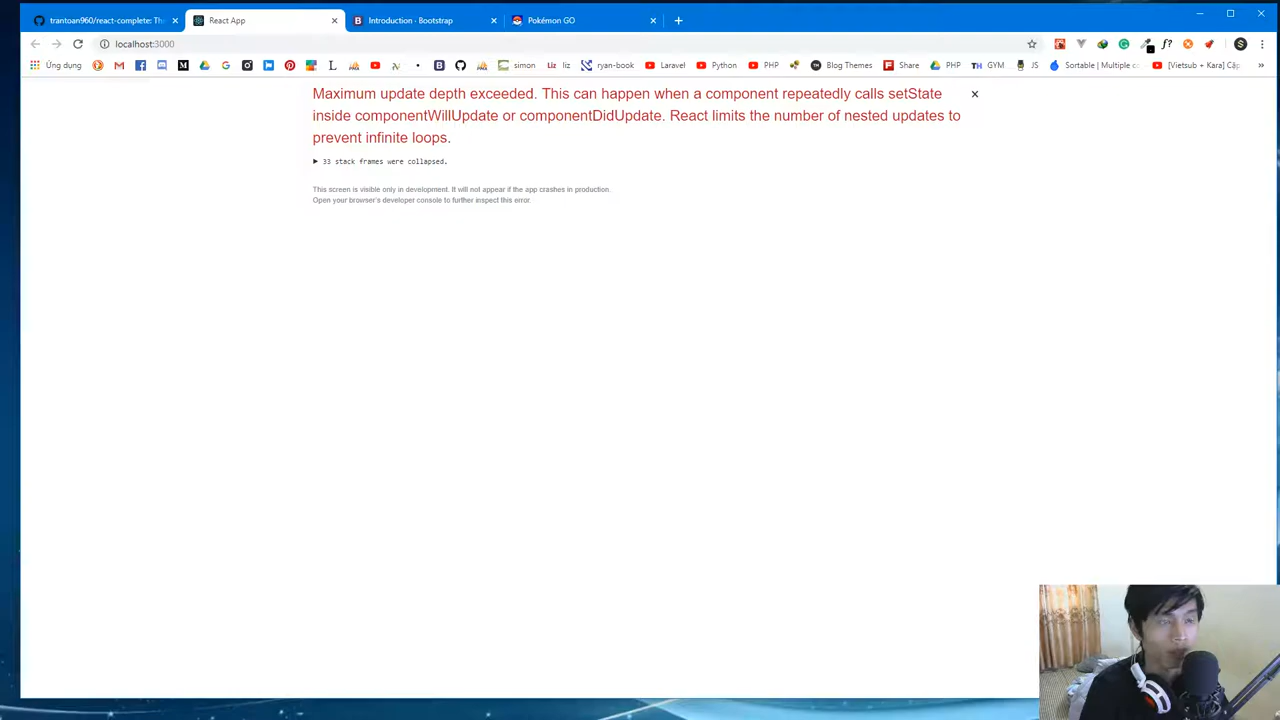 trantoan960/react-complete: Th
React App
Introduction · Bootstrap
Pokémon GO
localhost:3000
Ứng dụng
simon
Liz liz
ryan-book
Laravel
Python
PHP
Blog Themes
Share
PHP
TH GYM
JS
Sortable | Multiple c
[Vietsub + Kara] Cặp
Maximum update depth exceeded. This can happen when a component repeatedly calls setState
inside componentWillUpdate or componentDidUpdate. React limits the number of nested updates to
prevent infinite loops.
▶ 33 stack frames were collapsed.
This screen is visible only in development. It will not appear if the app crashes in production.
Open your browser's developer console to further inspect this error.